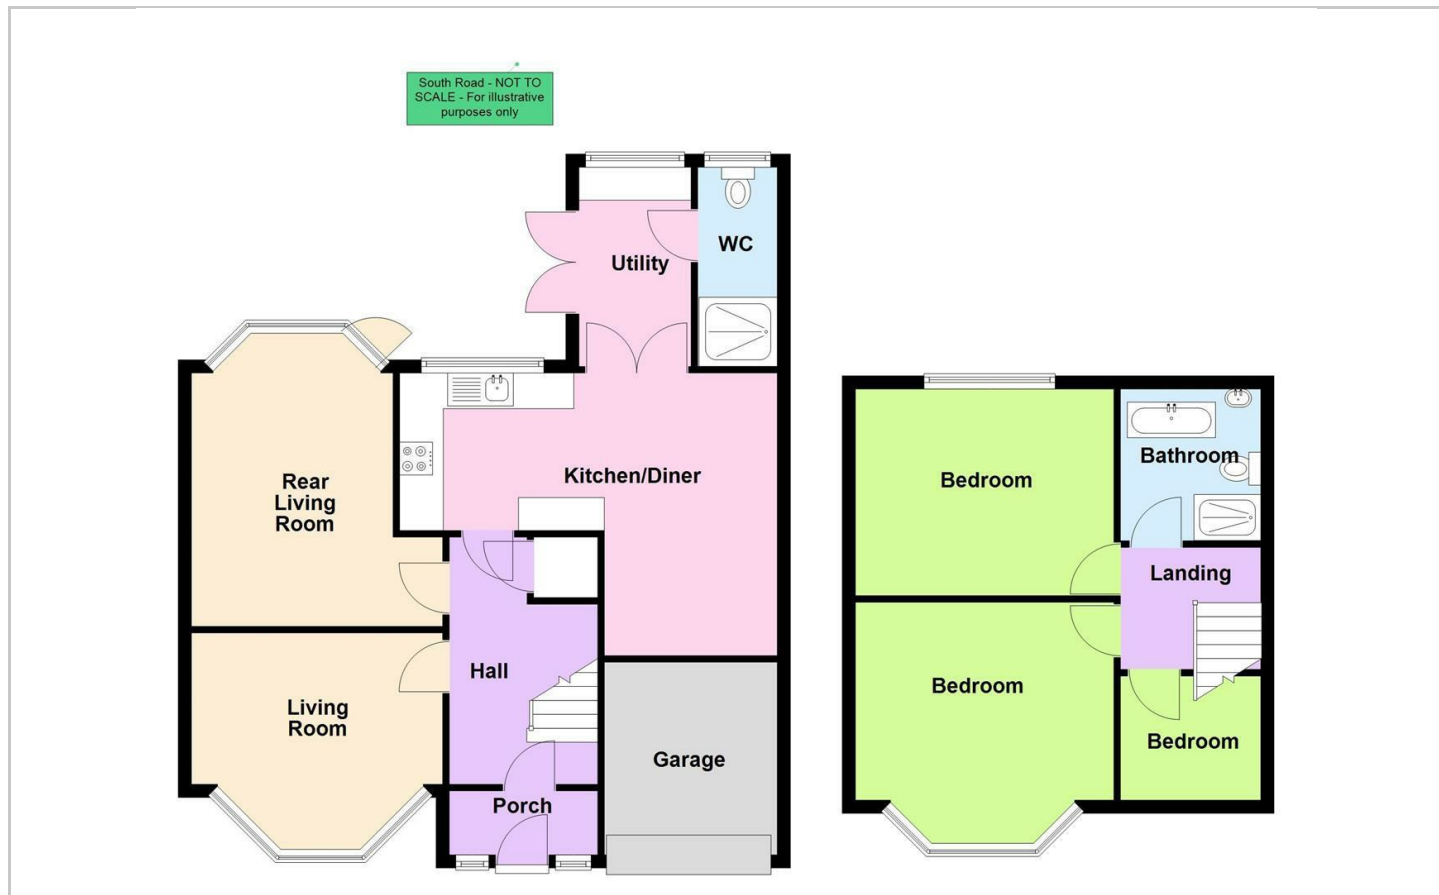 South Road - NOT TO
SCALE - For illustrative
purposes only
Utility
WC
Kitchen/Diner
Rear
Living
Room
Hall
Living
Room
Porch
Garage
Bedroom
Bathroom
Landing
Bedroom
Bedroom